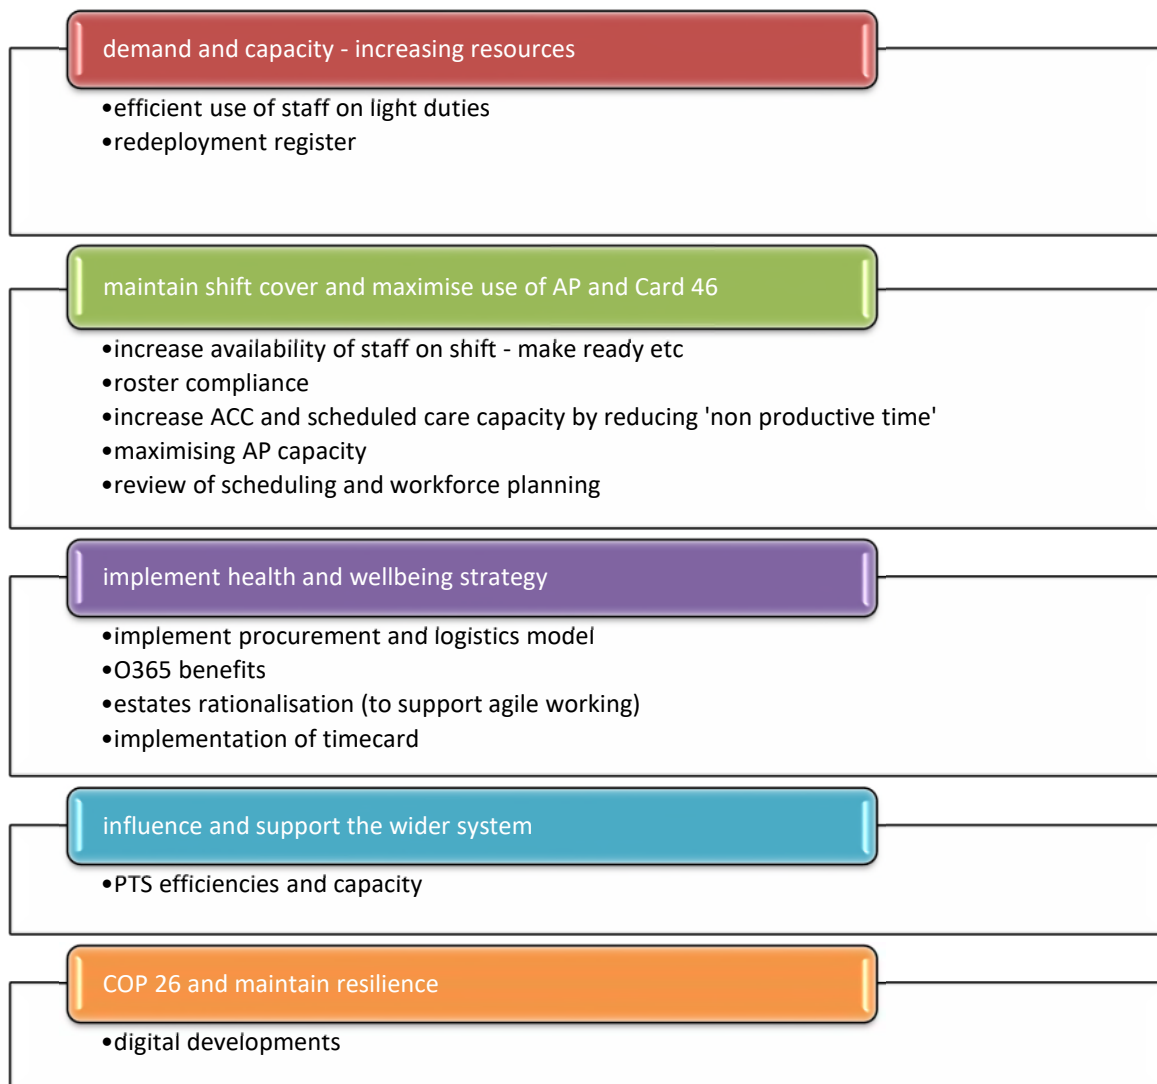 demand and capacity - increasing resources
•efficient use of staff on light duties
•redeployment register
maintain shift cover and maximise use of AP and Card 46
•increase availability of staff on shift - make ready etc
•roster compliance
•increase ACC and scheduled care capacity by reducing 'non productive time'
•maximising AP capacity
•review of scheduling and workforce planning
implement health and wellbeing strategy
•implement procurement and logistics model
•O365 benefits
•estates rationalisation (to support agile working)
•implementation of timecard
influence and support the wider system
•PTS efficiencies and capacity
COP 26 and maintain resilience
•digital developments